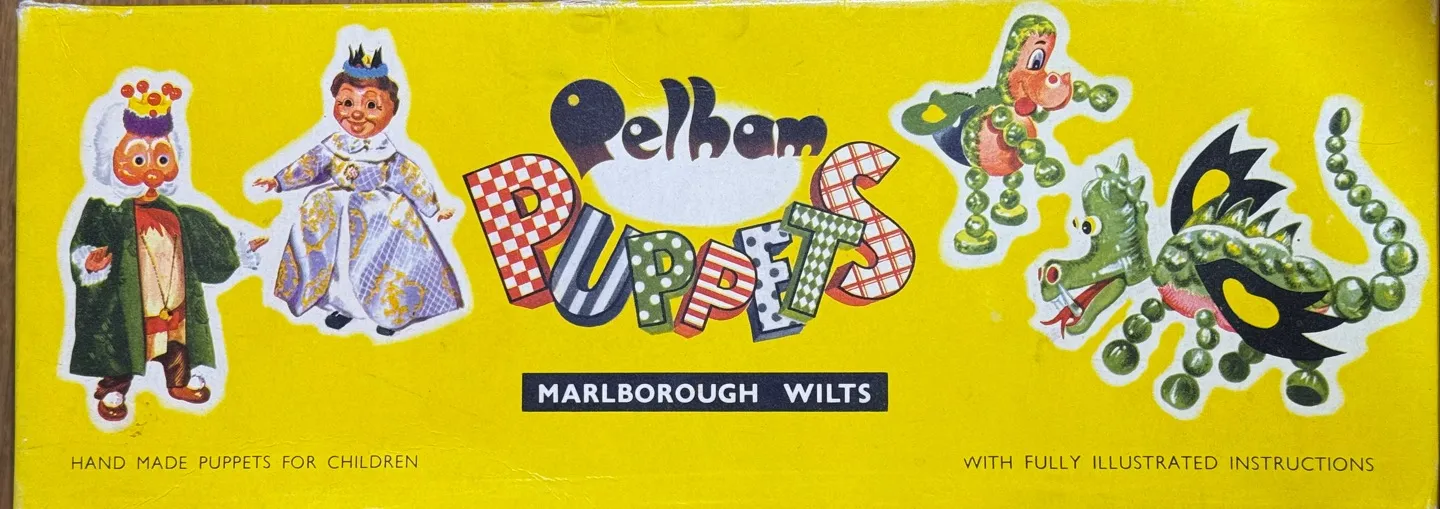 Pelham
PUPPETS
MARLBOROUGH WILTS
HAND MADE PUPPETS FOR CHILDREN
WITH FULLY ILLUSTRATED INSTRUCTIONS